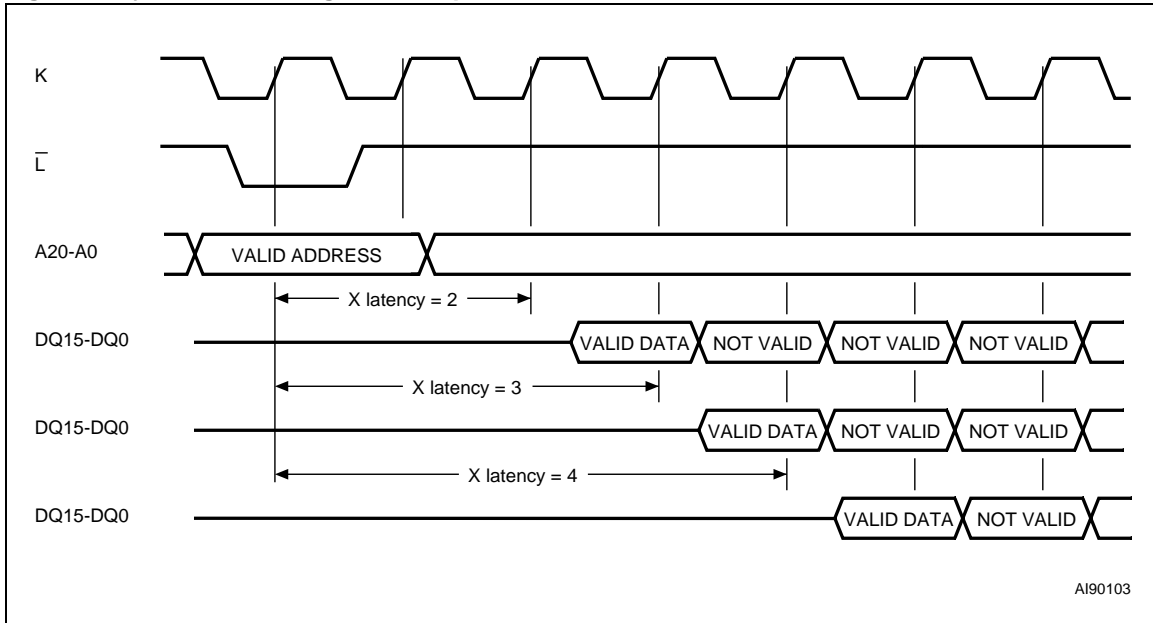 K
L̅
A20-A0 VALID ADDRESS
X latency = 2
DQ15-DQ0 VALID DATA NOT VALID NOT VALID NOT VALID
X latency = 3
DQ15-DQ0 VALID DATA NOT VALID NOT VALID
X latency = 4
DQ15-DQ0 VALID DATA NOT VALID
AI90103